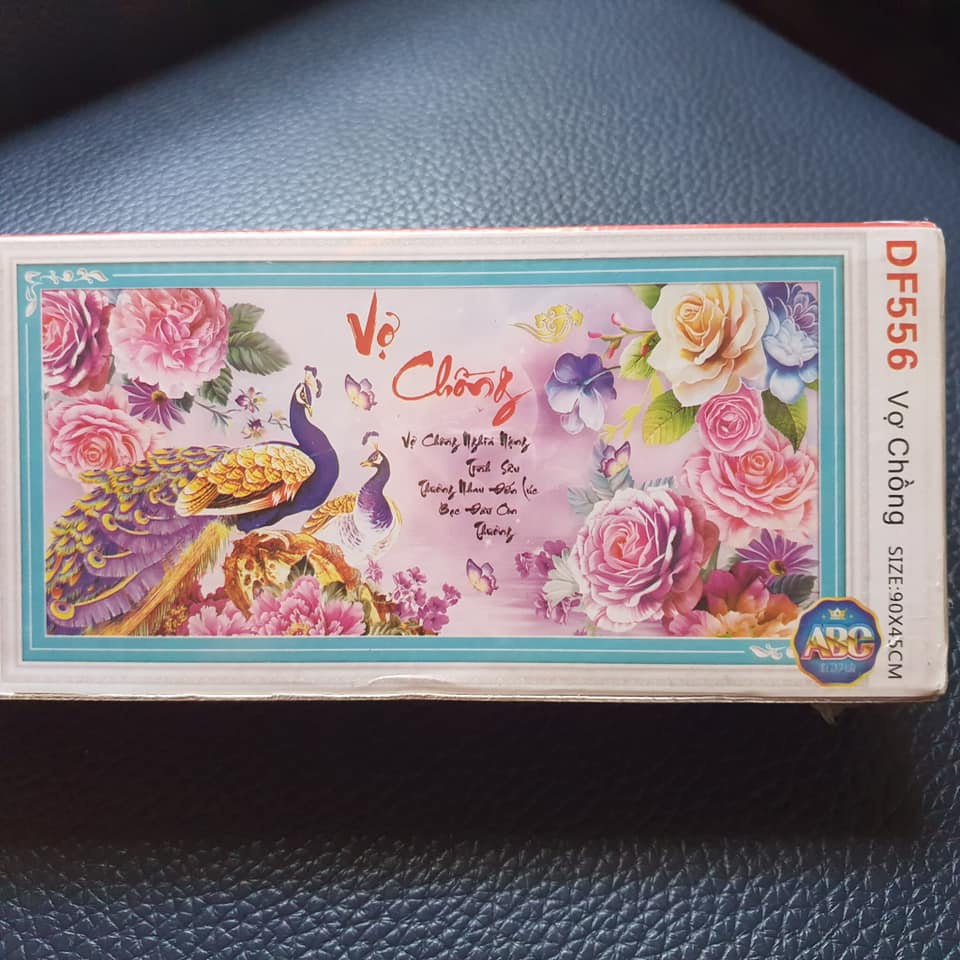 Vợ
Chồng
Vợ Chồng Nghĩa Nặng
Tình Sâu
Thương Nhau Đến Lúc
Bạc Đầu Còn
Thương
DF556 Vợ Chồng SIZE:90X45CM
ABC